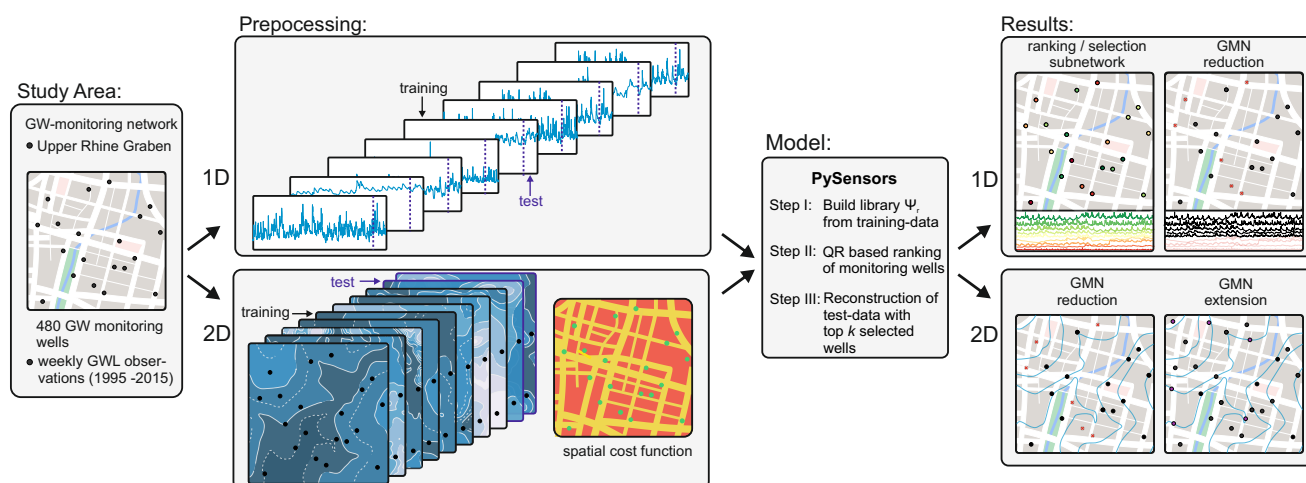 Study Area:
GW-monitoring network
Upper Rhine Graben
480 GW monitoring
wells
weekly GWL obser-
vations (1995 -2015)
Prepocessing:
1D
training
test
2D
test
training
spatial cost function
Model:
PySensors
Step I: Build library Ψr
from training-data
Step II: QR based ranking
of monitoring wells
Step III: Reconstruction of
test-data with
top k selected
wells
Results:
1D
ranking / selection
subnetwork
GMN
reduction
2D
GMN
reduction
GMN
extension